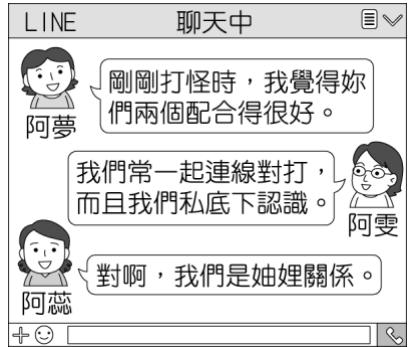 LINE 聊天中
剛剛打怪時，我覺得妳
們兩個配合得很好。
阿夢
我們常一起連線對打，
而且我們私底下認識。
阿雯
對啊，我們是妯娌關係。
阿蕊